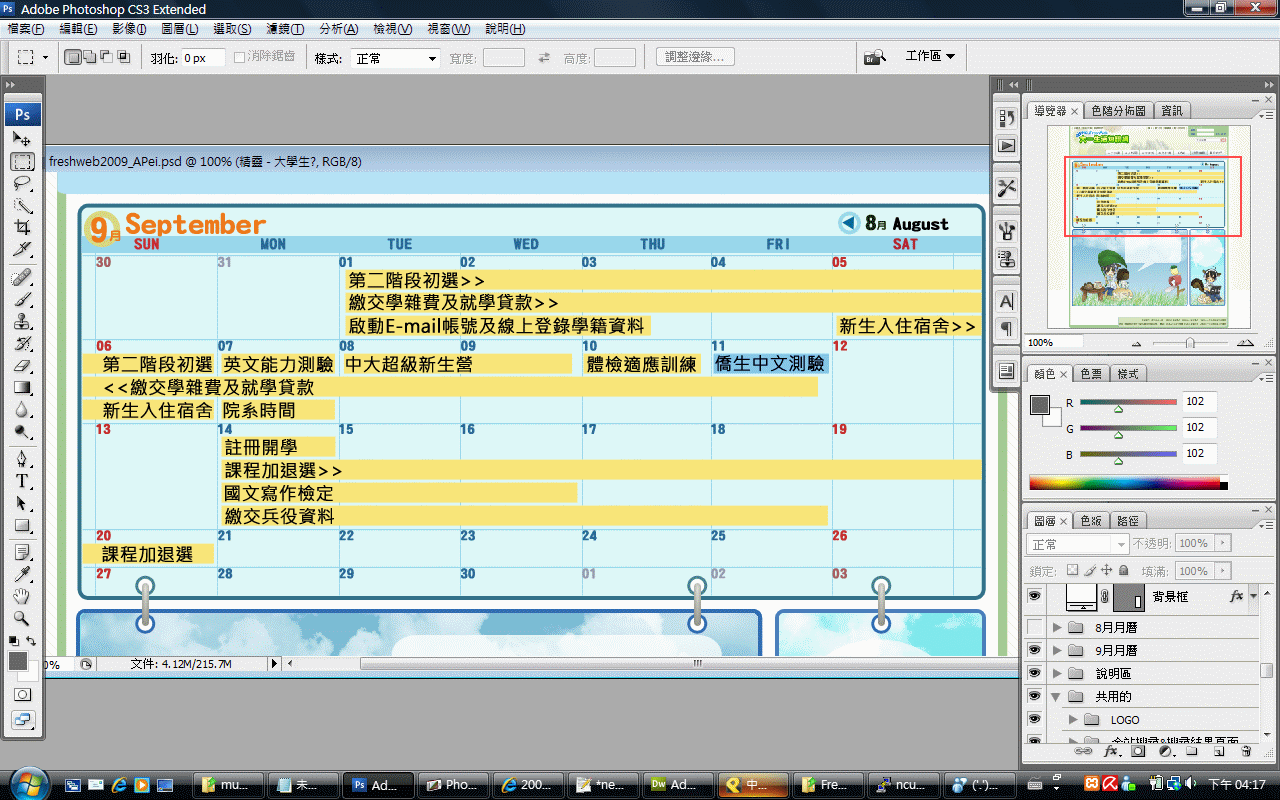 Adobe Photoshop CS3 Extended
檔案(F) 編輯(E) 影像(I) 圖層(L) 選取(S) 濾鏡(T) 分析(A) 檢視(V) 視窗(W) 說明(H)
羽化: 0 px 消除鋸齒 樣式: 正常 寬度: 高度: 調整邊緣... 工作區
freshweb2009_APei.psd @ 100% (精靈 - 大學生?, RGB/8)
9月 September 8月 August
SUN MON TUE WED THU FRI SAT
30 31 01 02 03 04 05
第二階段初選>>
繳交學雜費及就學貸款>>
啟動E-mail帳號及線上登錄學籍資料 新生入住宿舍>>
06 07 08 09 10 11 12
第二階段初選 英文能力測驗 中大超級新生營 體檢適應訓練 僑生中文測驗
<<繳交學雜費及就學貸款
新生入住宿舍 院系時間
13 14 15 16 17 18 19
註冊開學
課程加退選>>
國文寫作檢定
繳交兵役資料
20 21 22 23 24 25 26
課程加退選
27 28 29 30 01 02 03
0% 文件: 4.12M/215.7M
導覽器 色階分佈圖 資訊
100%
顏色 色票 樣式
R 102
G 102
B 102
圖層 色版 路徑
正常 不透明: 100%
鎖定: 填滿: 100%
背景框 fx
8月月曆
9月月曆
說明區
共用的
LOGO
全站搜尋&搜尋結果頁面
mu... 未... Ad... Pho... 200... *ne... Ad... 中... Fre... ncu... ('.')... 下午 04:17